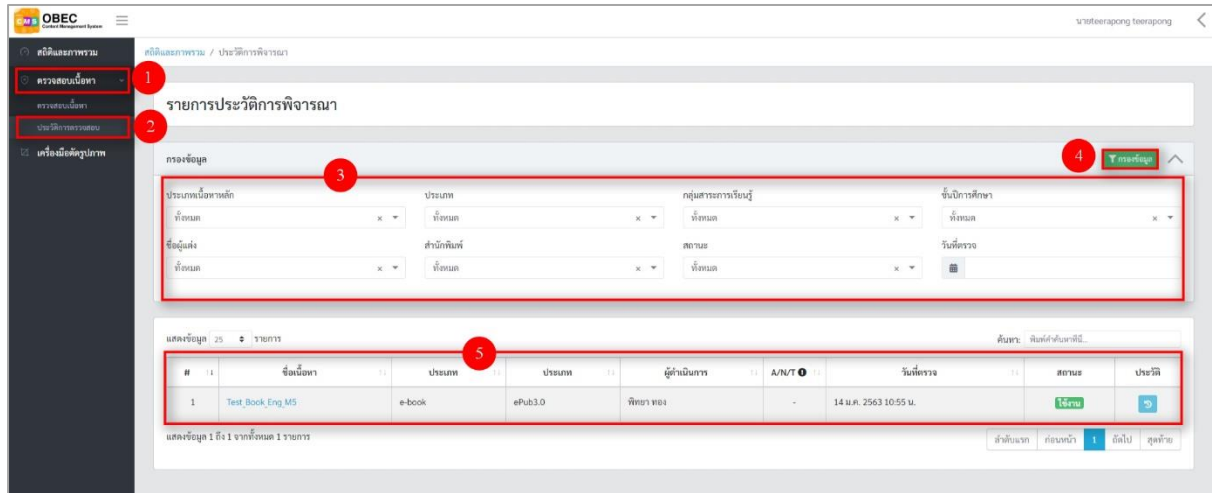 CMS OBEC
Content Management System
นายteerapong teerapong
สถิติและภาพรวม
สถิติและภาพรวม / ประวัติการพิจารณา
ตรวจสอบเนื้อหา
1
ตรวจสอบเนื้อหา
รายการประวัติการพิจารณา
ประวัติการตรวจสอบ
2
เครื่องมือตัดรูปภาพ
กรองข้อมูล
3
4
กรองข้อมูล
ประเภทเนื้อหาหลัก ประเภท กลุ่มสาระการเรียนรู้ ชั้นปีการศึกษา
ทั้งหมด × ทั้งหมด × ทั้งหมด × ทั้งหมด ×
ชื่อผู้แต่ง สำนักพิมพ์ สถานะ วันที่ตรวจ
ทั้งหมด × ทั้งหมด × ทั้งหมด ×
แสดงข้อมูล 25 รายการ
5
ค้นหา: พิมพ์คำค้นหาที่นี่...
# ชื่อเนื้อหา ประเภท ประเภท ผู้ดำเนินการ A/N/T วันที่ตรวจ สถานะ ประวัติ
1 Test_Book_Eng_M5 e-book ePub3.0 พิทยา ทอง - 14 ม.ค. 2563 10:55 น. ใช้งาน
แสดงข้อมูล 1 ถึง 1 จากทั้งหมด 1 รายการ
ลำดับแรก ก่อนหน้า 1 ถัดไป สุดท้าย